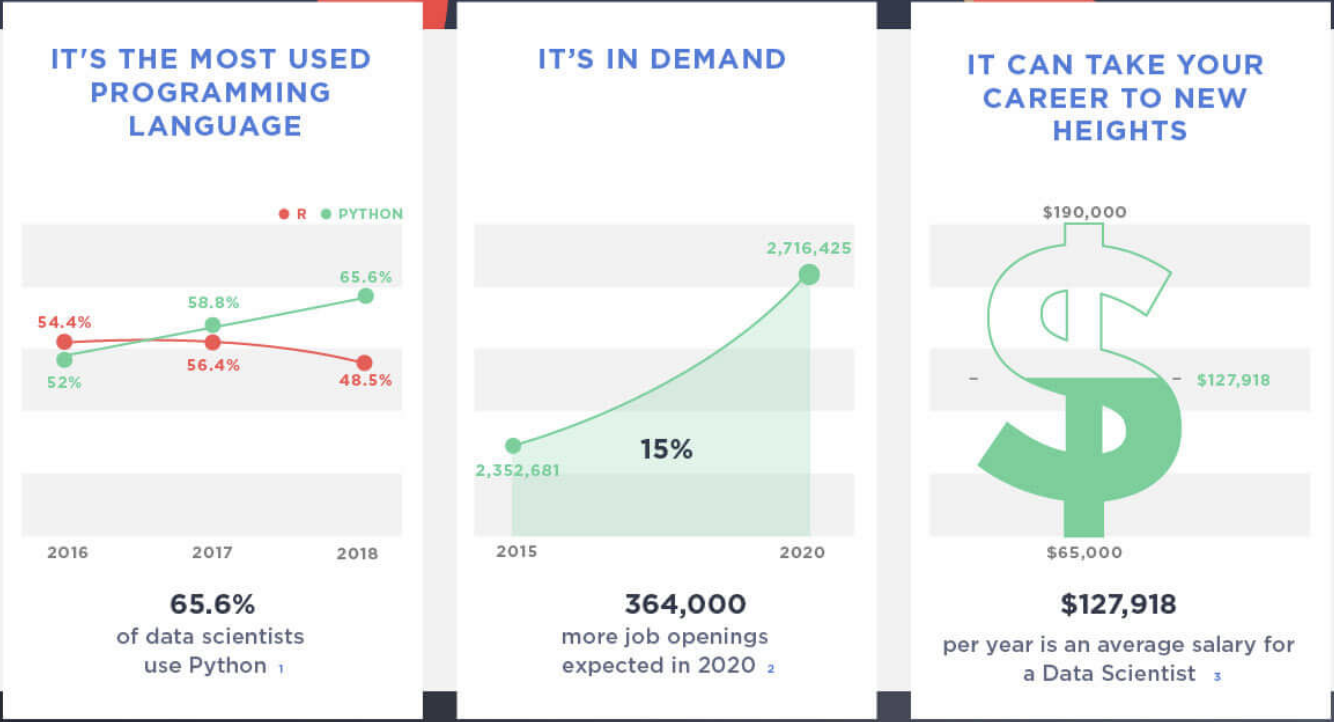 IT'S THE MOST USED
PROGRAMMING
LANGUAGE
R PYTHON
65.6%
58.8%
54.4%
52%
56.4%
48.5%
2016 2017 2018
65.6%
of data scientists
use Python 1
IT’S IN DEMAND
2,716,425
15%
2,352,681
2015 2020
364,000
more job openings
expected in 2020 2
IT CAN TAKE YOUR
CAREER TO NEW
HEIGHTS
$190,000
- - $127,918
$65,000
$127,918
per year is an average salary for
a Data Scientist 3